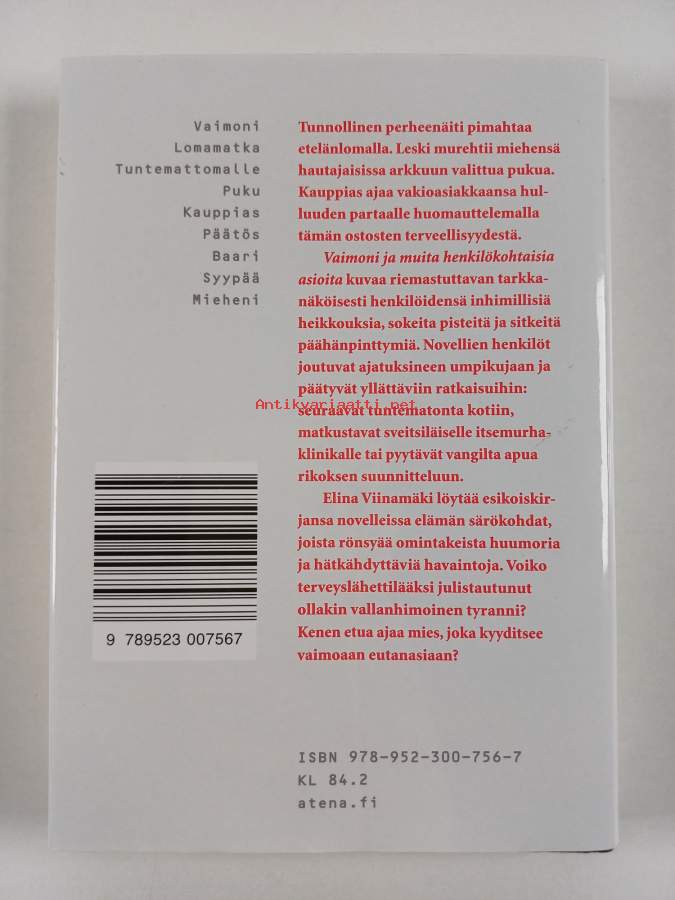 Vaimoni
Lomamatka
Tuntemattomalle
Puku
Kauppias
Päätös
Baari
Syypää
Mieheni
Tunnollinen perheenäiti pimahtaa
etelänlomalla. Leski murehtii miehensä
hautajaisissa arkkuun valittua pukua.
Kauppias ajaa vakioasiakkaansa hul-
luuden partaalle huomauttelemalla
tämän ostosten terveellisyydestä.
Vaimoni ja muita henkilökohtaisia
asioita kuvaa riemastuttavan tarkka-
näköisesti henkilöidensä inhimillisiä
heikkouksia, sokeita pisteitä ja sitkeitä
päähänpinttymiä. Novellien henkilöt
joutuvat ajatuksineen umpikujaan ja
päätyvät yllättäviin ratkaisuihin:
Antikvariaatti.net
seuraavat tuntematonta kotiin,
matkustavat sveitsiläiselle itsemurha-
klinikalle tai pyytävät vangilta apua
rikoksen suunnitteluun.
Elina Viinamäki löytää esikoiskir-
jansa novelleissa elämän särökohdat,
joista rönsyää omintakeista huumoria
ja hätkähdyttäviä havaintoja. Voiko
terveyslähettilääksi julistautunut
ollakin vallanhimoinen tyranni?
Kenen etua ajaa mies, joka kyyditsee
vaimoaan eutanasiaan?
9 789523 007567
ISBN 978-952-300-756-7
KL 84.2
atena.fi